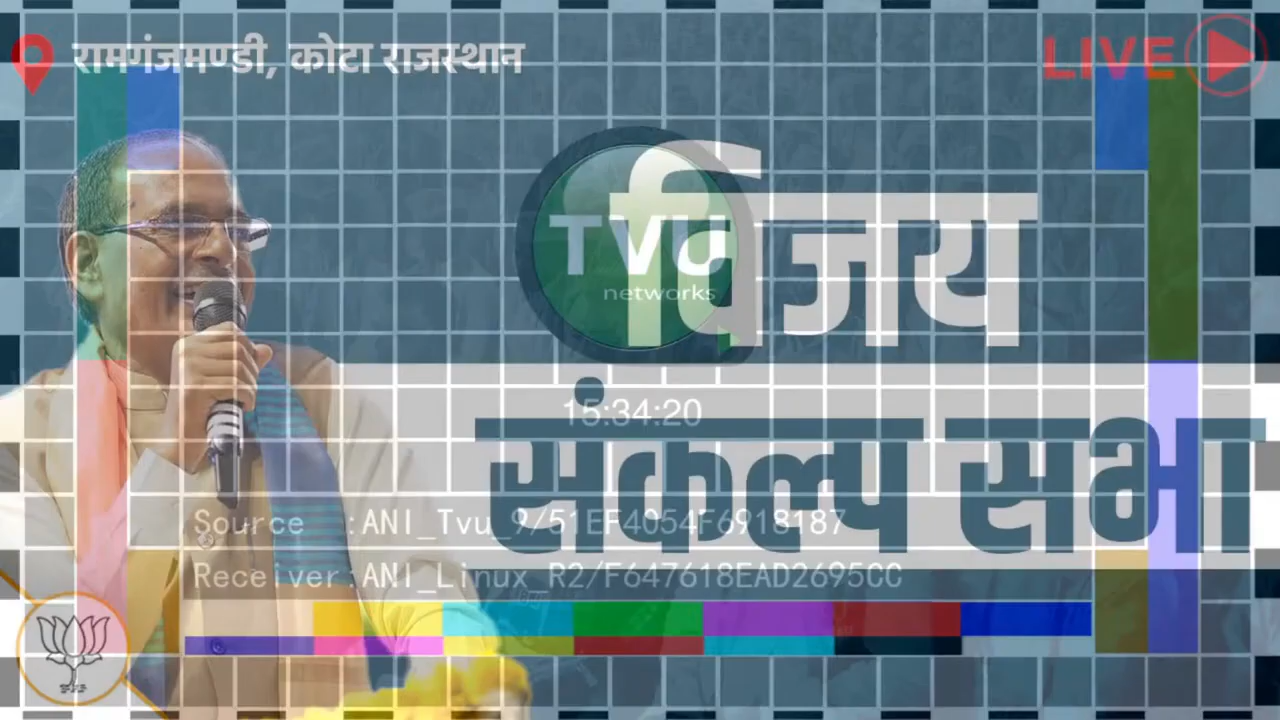 रामगंजमण्डी, कोटा राजस्थान
LIVE
विजय
TVU
networks
15:34:20
संकल्प सभा
Source :ANI_Tvu_9/51EF4054F6918187
Receiver:ANI_Linux_R2/F647618EAD2695CC